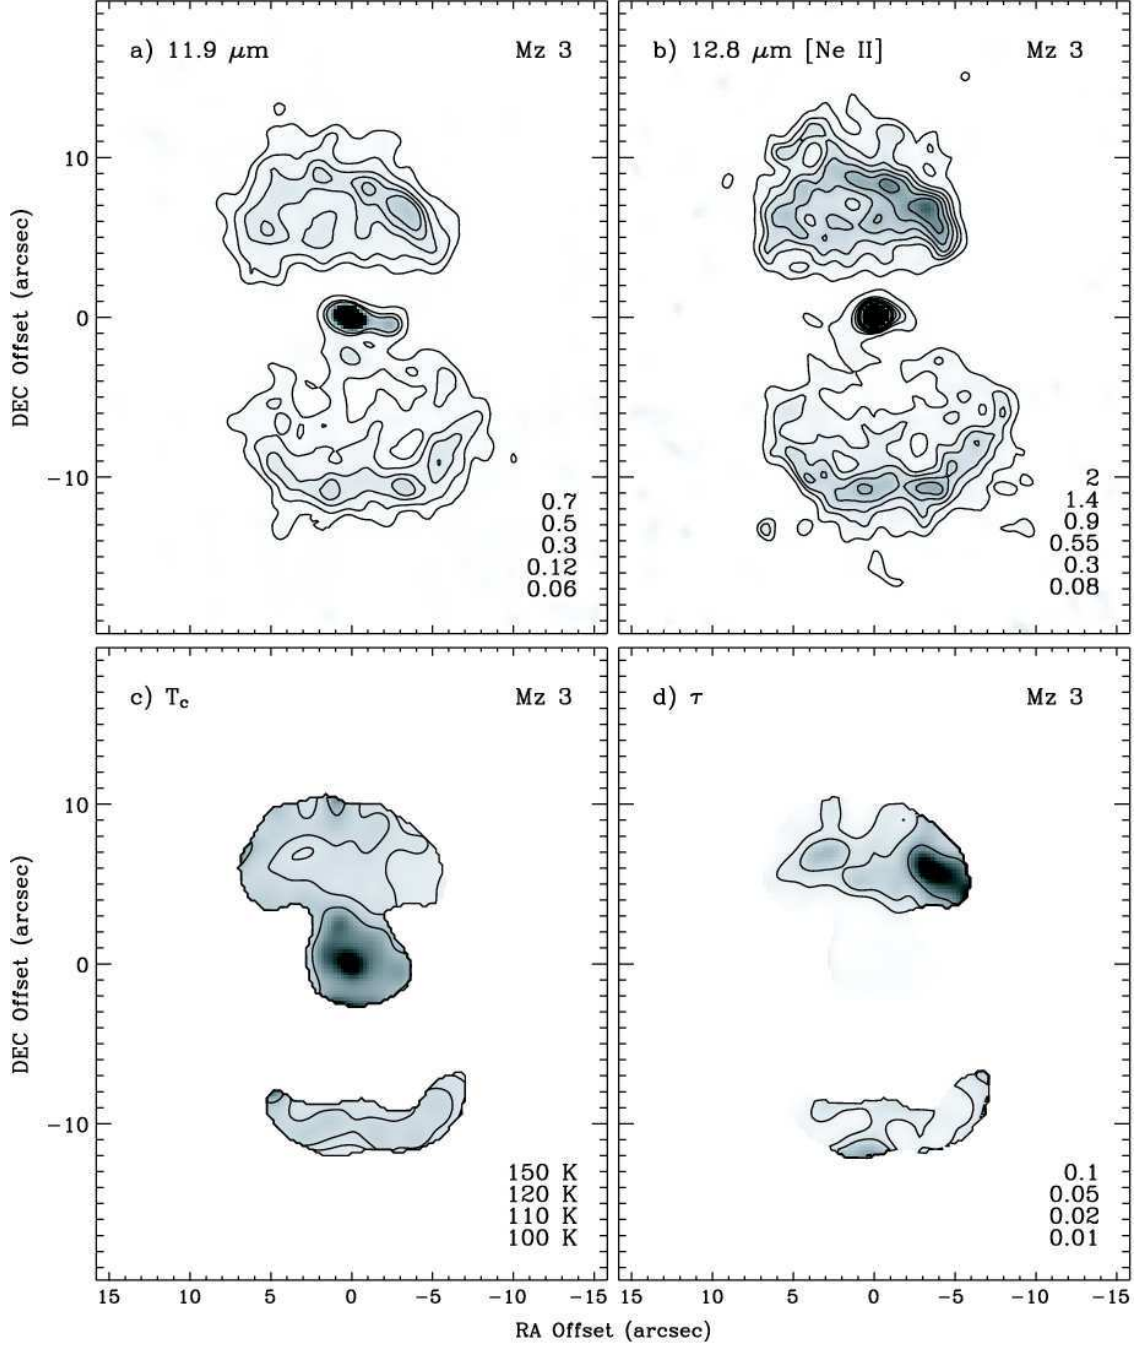 a) 11.9 μm
Mz 3
b) 12.8 μm [Ne II]
Mz 3
10
0
−10
DEC Offset (arcsec)
0.7
0.5
0.3
0.12
0.06
2
1.4
0.9
0.55
0.3
0.08
c) Tc
Mz 3
d) τ
Mz 3
10
0
−10
DEC Offset (arcsec)
150 K
120 K
110 K
100 K
0.1
0.05
0.02
0.01
15 10 5 0 −5 −10 −15
15 10 5 0 −5 −10 −15
RA Offset (arcsec)